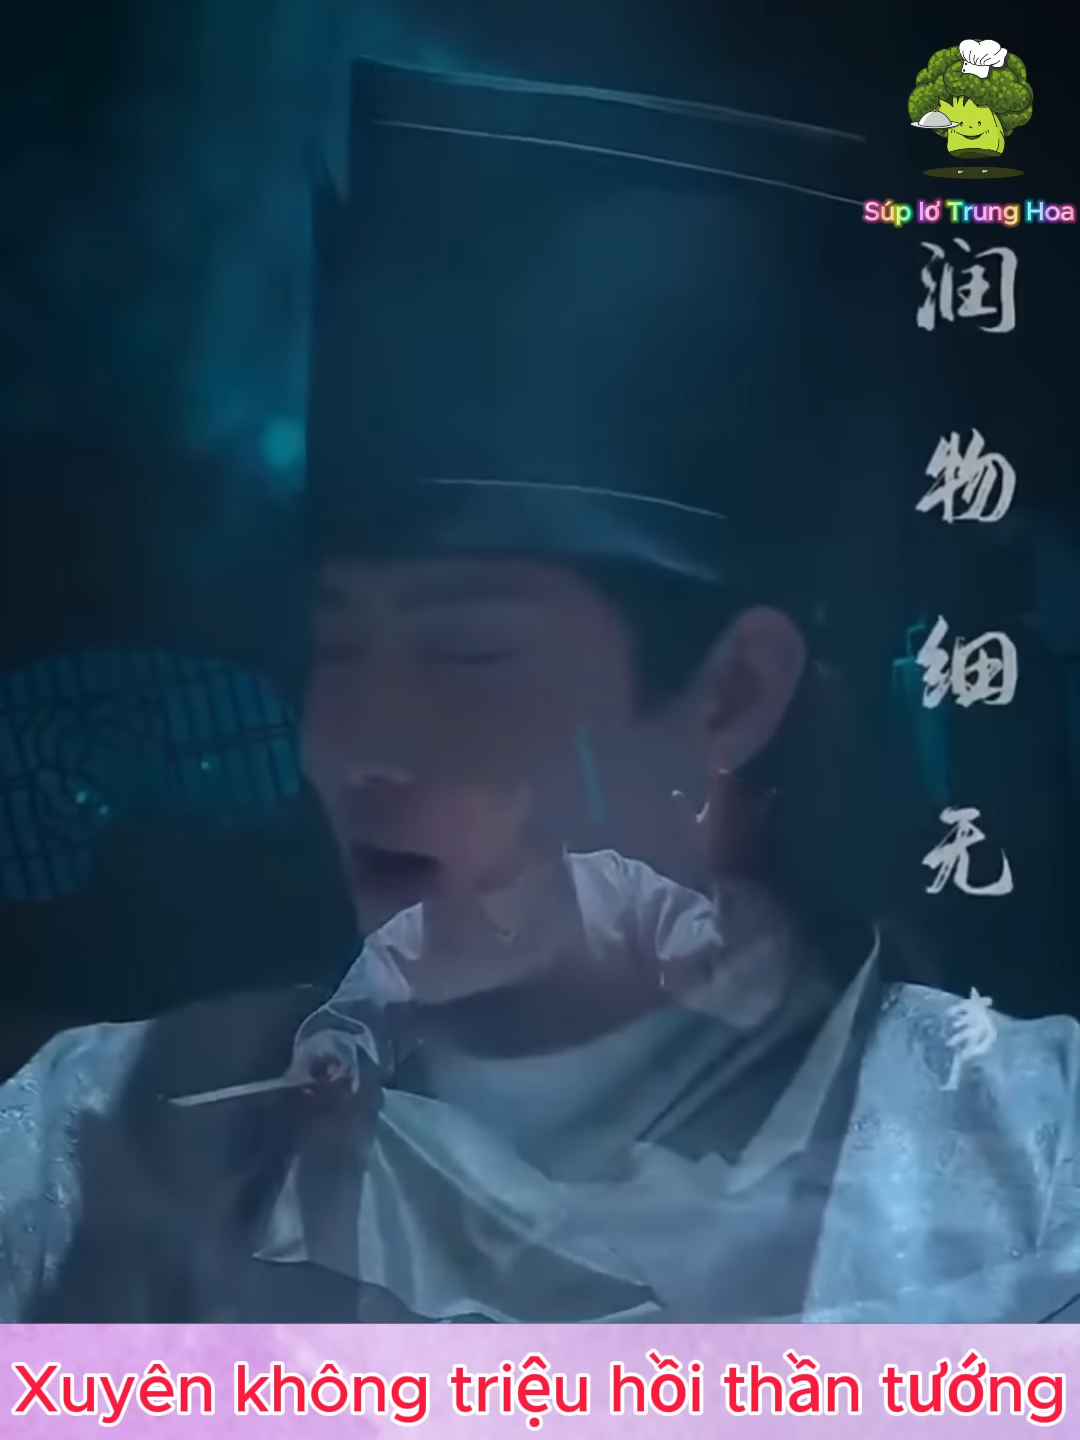 Súp lơ Trung Hoa
润物细无
Xuyên không triệu hồi thần tướng